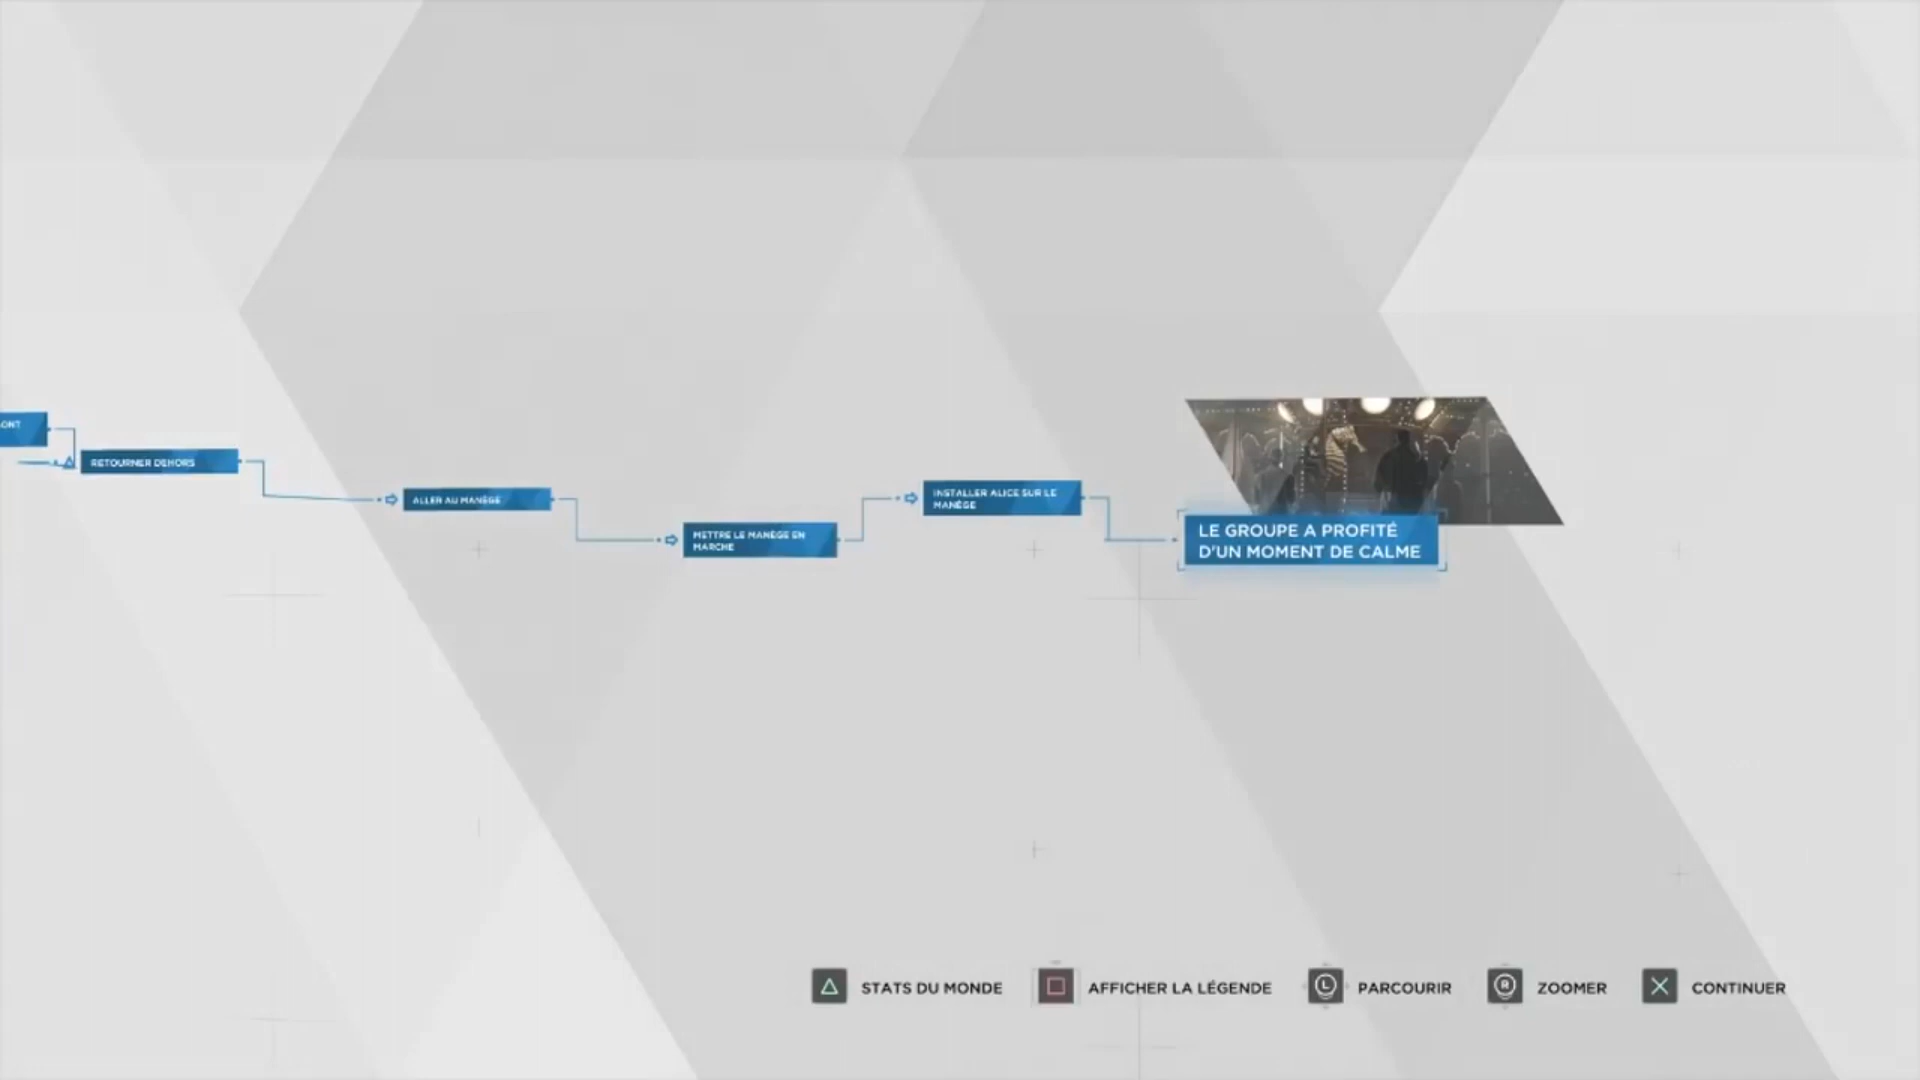 ONT
RETOURNER DEHORS
ALLER AU MANÈGE
METTRE LE MANÈGE EN
MARCHE
INSTALLER ALICE SUR LE
MANÈGE
LE GROUPE A PROFITÉ
D'UN MOMENT DE CALME
STATS DU MONDE
AFFICHER LA LÉGENDE
L PARCOURIR
R ZOOMER
CONTINUER